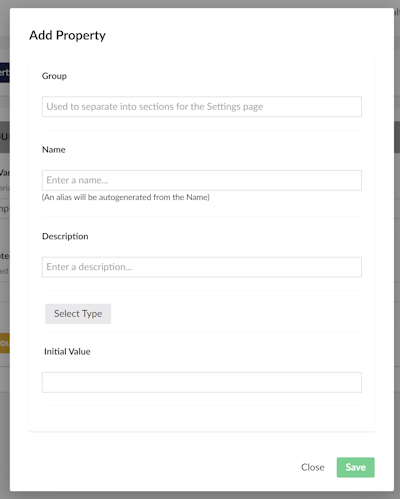 Add Property
Group
Used to separate into sections for the Settings page
Name
Enter a name...
(An alias will be autogenerated from the Name)
Description
Enter a description...
Select Type
Initial Value
Close
Save